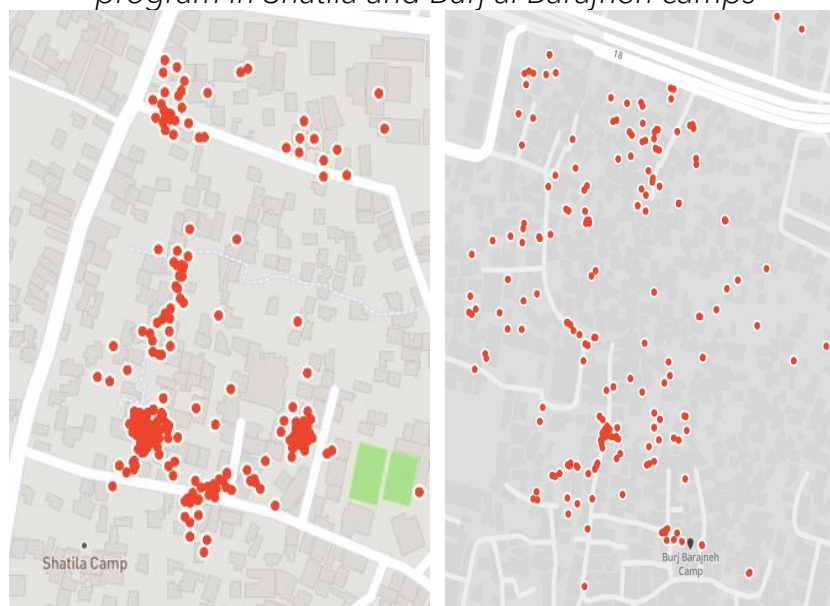 program in Shatila and Burj al Barajneh camps
18
Shatila Camp
Burj Barajneh
Camp